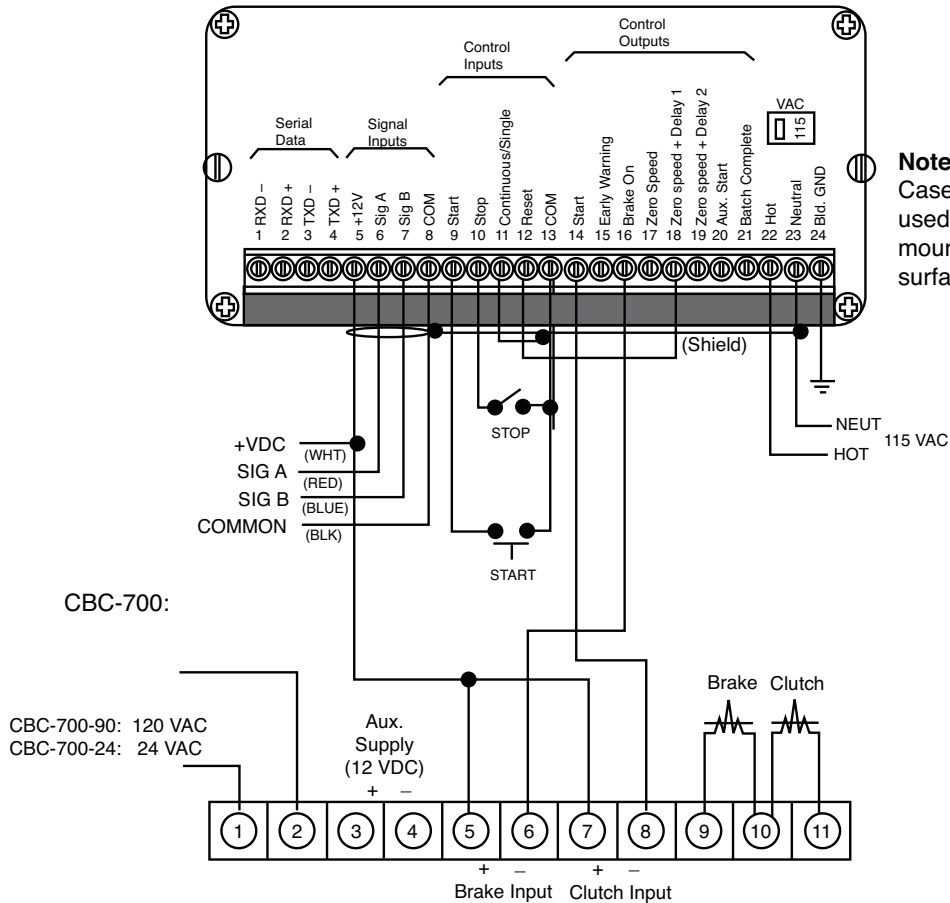 Control
Outputs
Control
Inputs
Serial
Data
Signal
Inputs
VAC
115
RXD –
RXD +
TXD –
TXD +
+12V
Sig A
Sig B
COM
Start
Stop
Continuous/Single
Reset
COM
Start
Early Warning
Brake On
Zero Speed
Zero speed + Delay 1
Zero speed + Delay 2
Aux. Start
Batch Complete
Hot
Neutral
Bld. GND
1 2 3 4 5 6 7 8 9 10 11 12 13 14 15 16 17 18 19 20 21 22 23 24
Note
Case
used
moun
surfa
(Shield)
STOP
+VDC
(WHT)
SIG A
(RED)
SIG B
(BLUE)
COMMON
(BLK)
NEUT
115 VAC
HOT
START
CBC-700:
Brake Clutch
CBC-700-90: 120 VAC
CBC-700-24: 24 VAC
Aux.
Supply
(12 VDC)
+ –
1 2 3 4 5 6 7 8 9 10 11
+ – + –
Brake Input Clutch Input